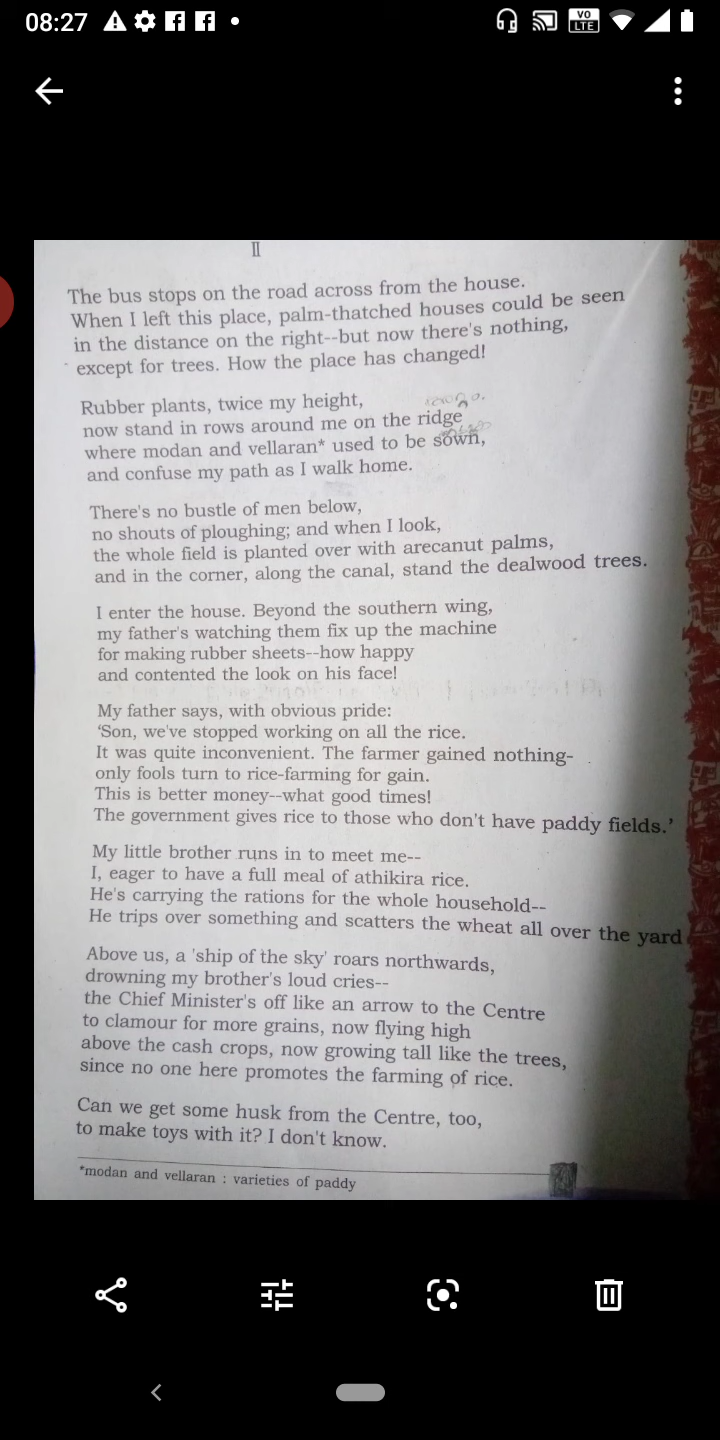 08:27
VO LTE
II
The bus stops on the road across from the house.
When I left this place, palm-thatched houses could be seen
in the distance on the right--but now there's nothing,
except for trees. How the place has changed!
Rubber plants, twice my height,
now stand in rows around me on the ridge
where modan and vellaran* used to be sown,
and confuse my path as I walk home.
There's no bustle of men below,
no shouts of ploughing; and when I look,
the whole field is planted over with arecanut palms,
and in the corner, along the canal, stand the dealwood trees.
I enter the house. Beyond the southern wing,
my father's watching them fix up the machine
for making rubber sheets--how happy
and contented the look on his face!
My father says, with obvious pride:
'Son, we've stopped working on all the rice.
It was quite inconvenient. The farmer gained nothing-
only fools turn to rice-farming for gain.
This is better money--what good times!
The government gives rice to those who don't have paddy fields.'
My little brother runs in to meet me--
I, eager to have a full meal of athikira rice.
He's carrying the rations for the whole household--
He trips over something and scatters the wheat all over the yard
Above us, a 'ship of the sky' roars northwards,
drowning my brother's loud cries--
the Chief Minister's off like an arrow to the Centre
to clamour for more grains, now flying high
above the cash crops, now growing tall like the trees,
since no one here promotes the farming of rice.
Can we get some husk from the Centre, too,
to make toys with it? I don't know.
*modan and vellaran : varieties of paddy